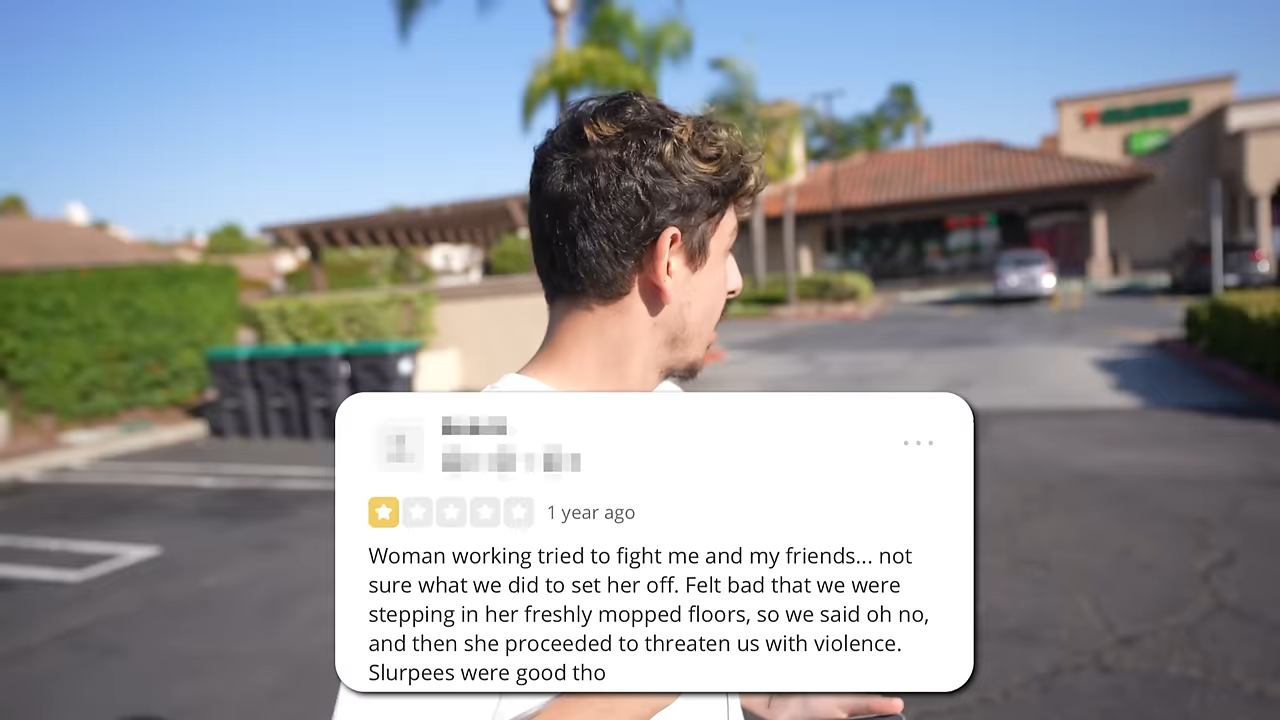 1 year ago
Woman working tried to fight me and my friends... not
sure what we did to set her off. Felt bad that we were
stepping in her freshly mopped floors, so we said oh no,
and then she proceeded to threaten us with violence.
Slurpees were good tho